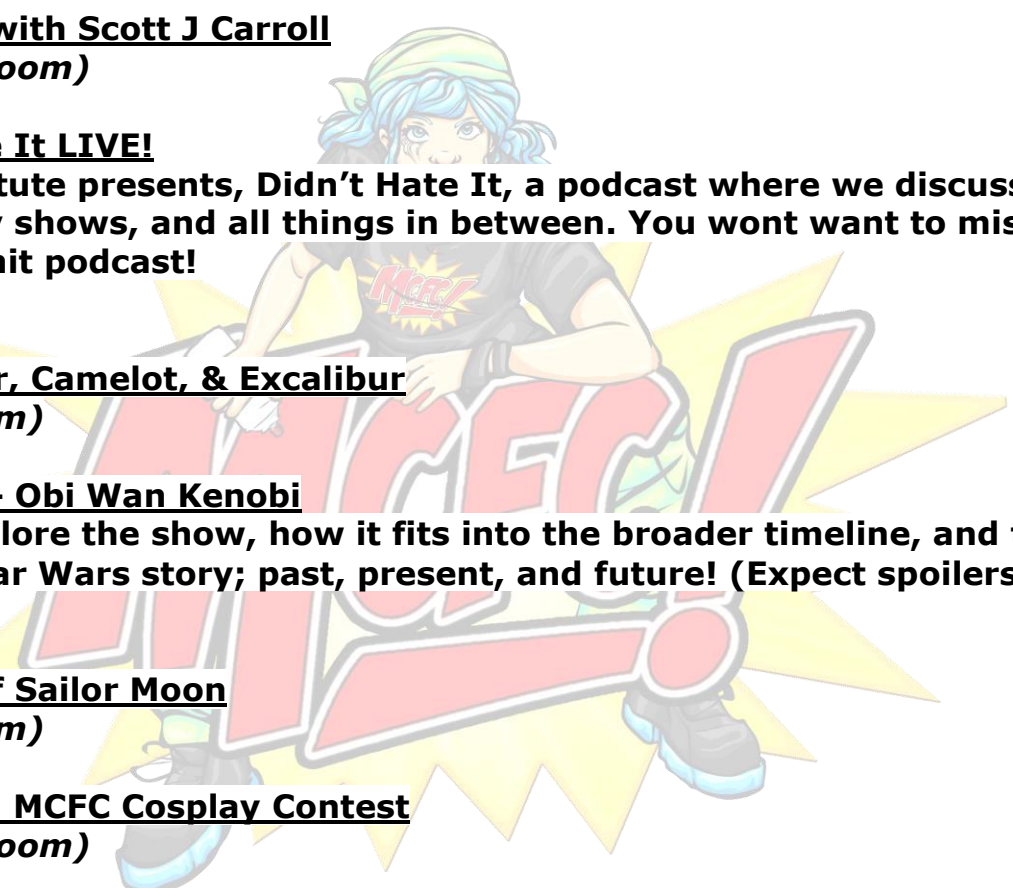 with Scott J Carroll
oom)
e It LIVE!
tute presents, Didn’t Hate It, a podcast where we discuss
y shows, and all things in between. You wont want to mis
hit podcast!
MCFC!
r, Camelot, & Excalibur
m)
- Obi Wan Kenobi
lore the show, how it fits into the broader timeline, and
ar Wars story; past, present, and future! (Expect spoilers
MCFC!
f Sailor Moon
m)
MCFC Cosplay Contest
oom)